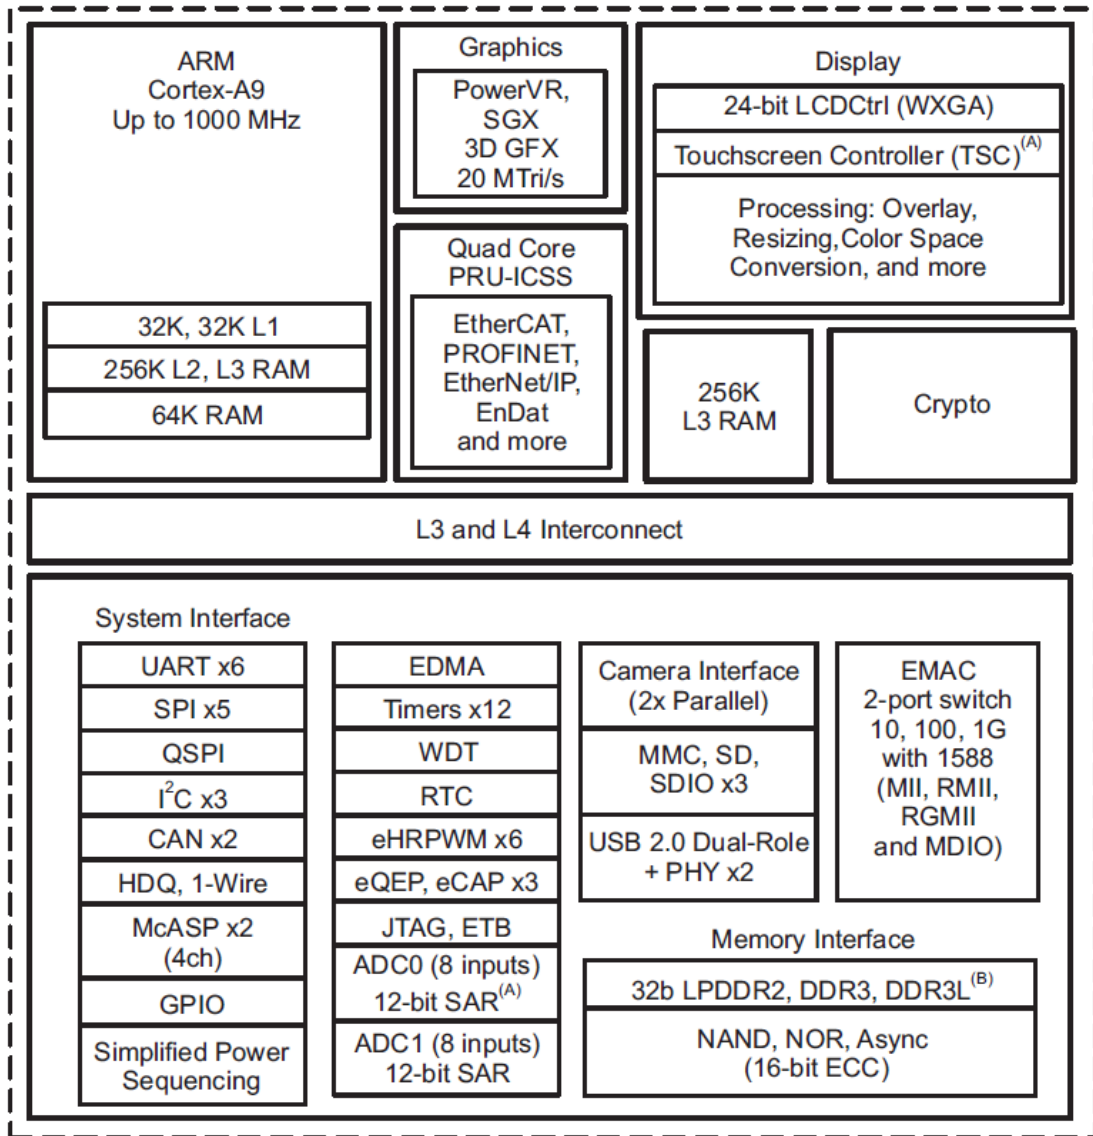 ARM
Cortex-A9
Up to 1000 MHz
32K, 32K L1
256K L2, L3 RAM
64K RAM
Graphics
PowerVR,
SGX
3D GFX
20 MTri/s
Quad Core
PRU-ICSS
EtherCAT,
PROFINET,
EtherNet/IP,
EnDat
and more
Display
24-bit LCDCtrl (WXGA)
Touchscreen Controller (TSC)(A)
Processing: Overlay,
Resizing,Color Space
Conversion, and more
256K
L3 RAM
Crypto
L3 and L4 Interconnect
System Interface
UART x6
SPI x5
QSPI
I2C x3
CAN x2
HDQ, 1-Wire
McASP x2
(4ch)
GPIO
Simplified Power
Sequencing
EDMA
Timers x12
WDT
RTC
eHRPWM x6
eQEP, eCAP x3
JTAG, ETB
ADC0 (8 inputs)
12-bit SAR(A)
ADC1 (8 inputs)
12-bit SAR
Camera Interface
(2x Parallel)
MMC, SD,
SDIO x3
USB 2.0 Dual-Role
+ PHY x2
EMAC
2-port switch
10, 100, 1G
with 1588
(MII, RMII,
RGMII
and MDIO)
Memory Interface
32b LPDDR2, DDR3, DDR3L(B)
NAND, NOR, Async
(16-bit ECC)